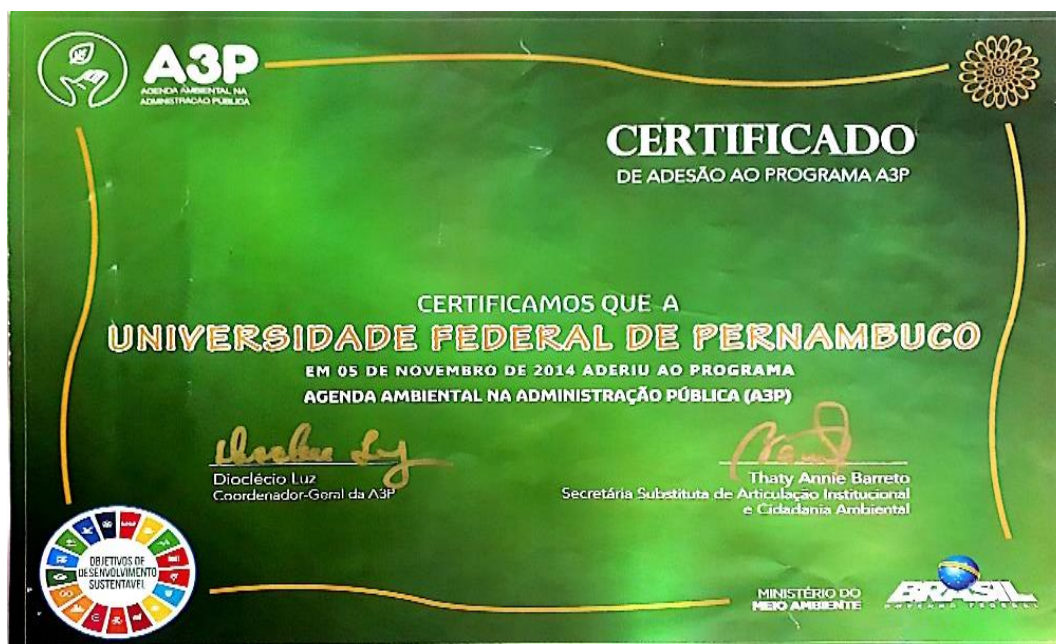 A3P
AGENDA AMBIENTAL NA
ADMINISTRAÇÃO PÚBLICA
CERTIFICADO
DE ADESÃO AO PROGRAMA A3P
CERTIFICAMOS QUE A
UNIVERSIDADE FEDERAL DE PERNAMBUCO
EM 05 DE NOVEMBRO DE 2014 ADERIU AO PROGRAMA
AGENDA AMBIENTAL NA ADMINISTRAÇÃO PÚBLICA (A3P)
Dioclécio Luz
Coordenador-Geral da A3P
Thaty Annie Barreto
Secretária Substituta de Articulação Institucional
e Cidadania Ambiental
OBJETIVOS DE
DESENVOLVIMENTO
SUSTENTÁVEL
MINISTÉRIO DO
MEIO AMBIENTE
BRASIL
GOVERNO FEDERAL